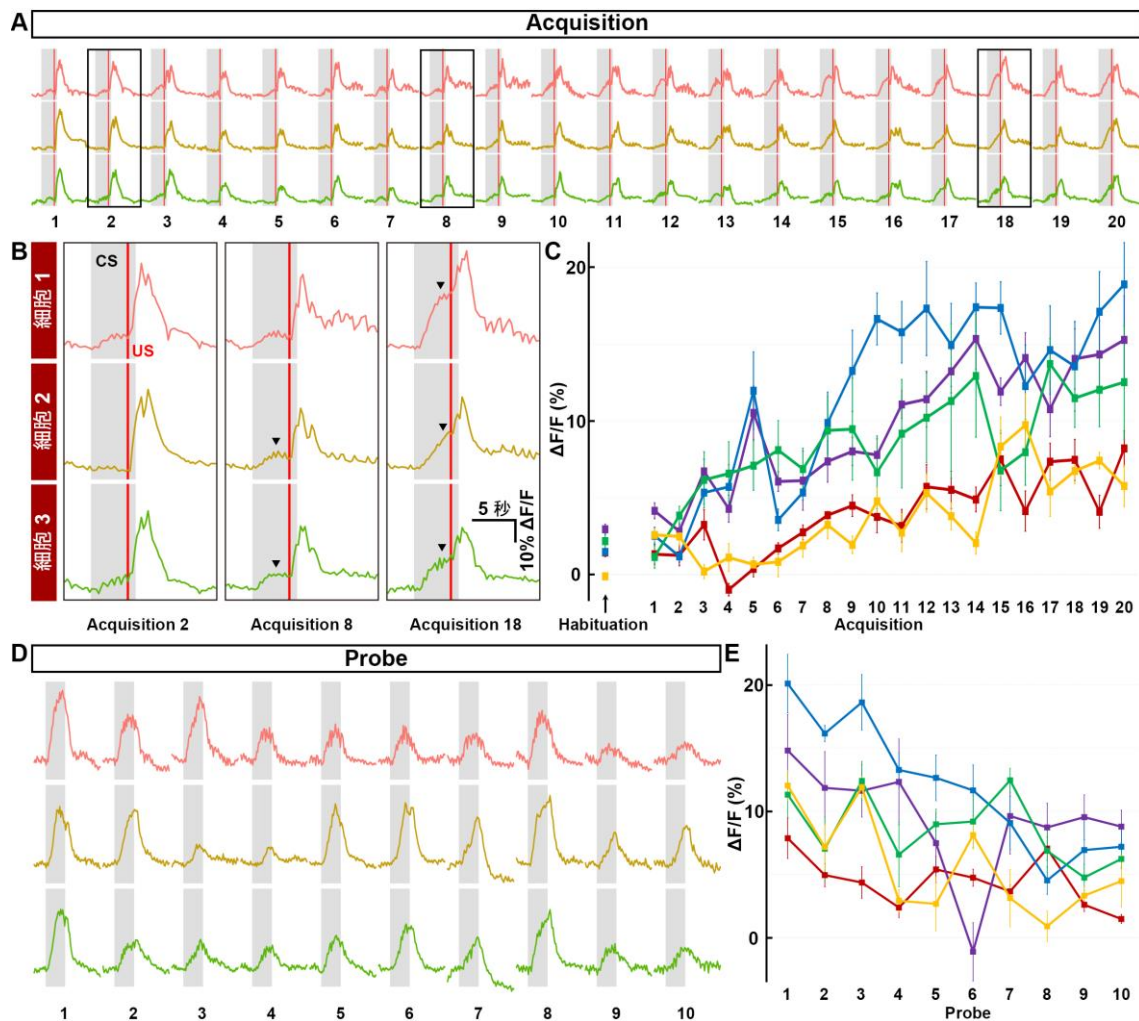 A
Acquisition
1 2 3 4 5 6 7 8 9 10 11 12 13 14 15 16 17 18 19 20
B
細胞 1
細胞 2
細胞 3
CS
US
5 秒
10% ΔF/F
Acquisition 2
Acquisition 8
Acquisition 18
C
ΔF/F (%)
20
10
0
1 2 3 4 5 6 7 8 9 10 11 12 13 14 15 16 17 18 19 20
Habituation
Acquisition
D
Probe
1 2 3 4 5 6 7 8 9 10
E
ΔF/F (%)
20
10
0
1 2 3 4 5 6 7 8 9 10
Probe